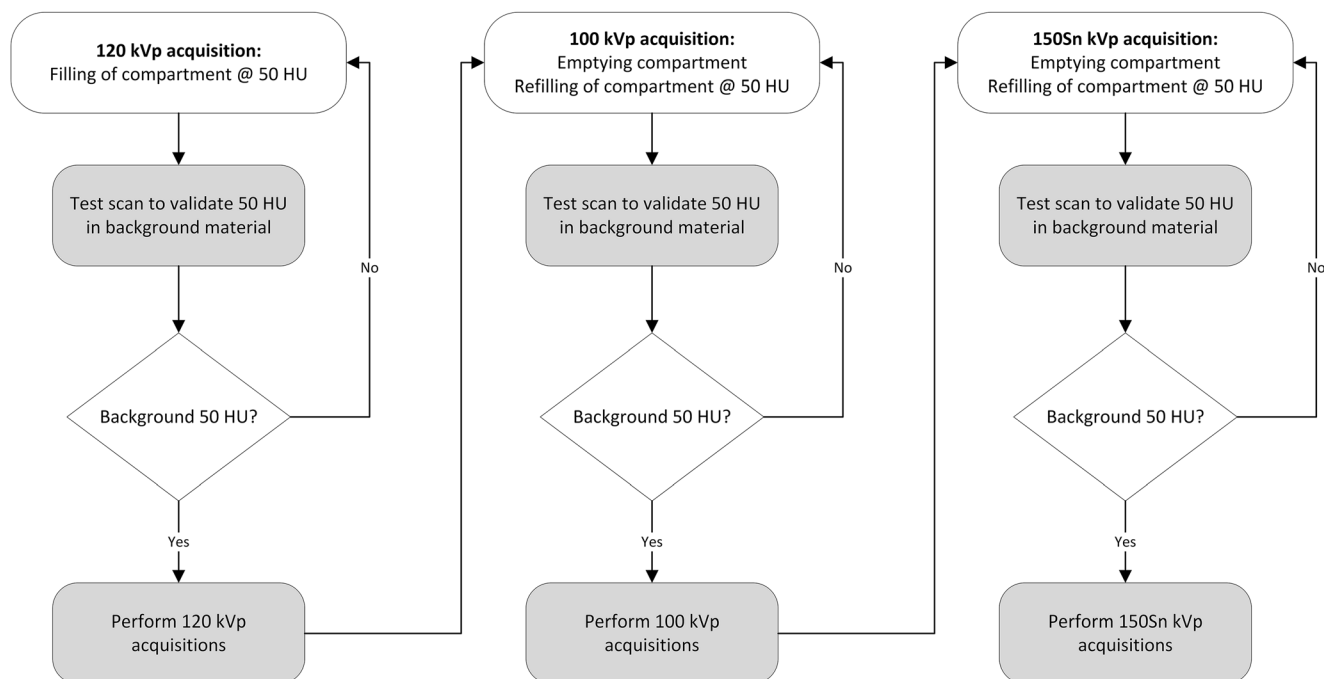 120 kVp acquisition:
Filling of compartment @ 50 HU
Test scan to validate 50 HU
in background material
No
Background 50 HU?
Yes
Perform 120 kVp
acquisitions
100 kVp acquisition:
Emptying compartment
Refilling of compartment @ 50 HU
Test scan to validate 50 HU
in background material
No
Background 50 HU?
Yes
Perform 100 kVp
acquisitions
150Sn kVp acquisition:
Emptying compartment
Refilling of compartment @ 50 HU
Test scan to validate 50 HU
in background material
No
Background 50 HU?
Yes
Perform 150Sn kVp
acquisitions